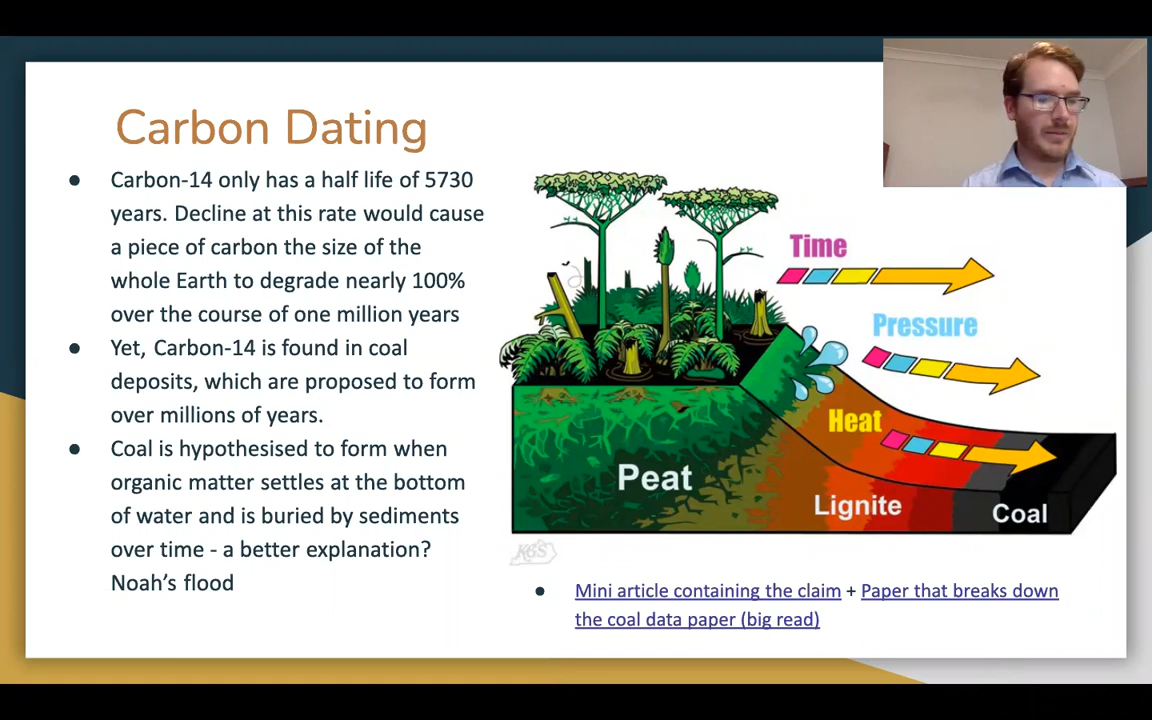 Carbon Dating
● Carbon-14 only has a half life of 5730
years. Decline at this rate would cause
a piece of carbon the size of the
whole Earth to degrade nearly 100%
over the course of one million years
● Yet, Carbon-14 is found in coal
deposits, which are proposed to form
over millions of years.
● Coal is hypothesised to form when
organic matter settles at the bottom
of water and is buried by sediments
over time - a better explanation?
Noah's flood
Time
Pressure
Heat
Peat
Lignite
Coal
KGS
● Mini article containing the claim + Paper that breaks down
the coal data paper (big read)